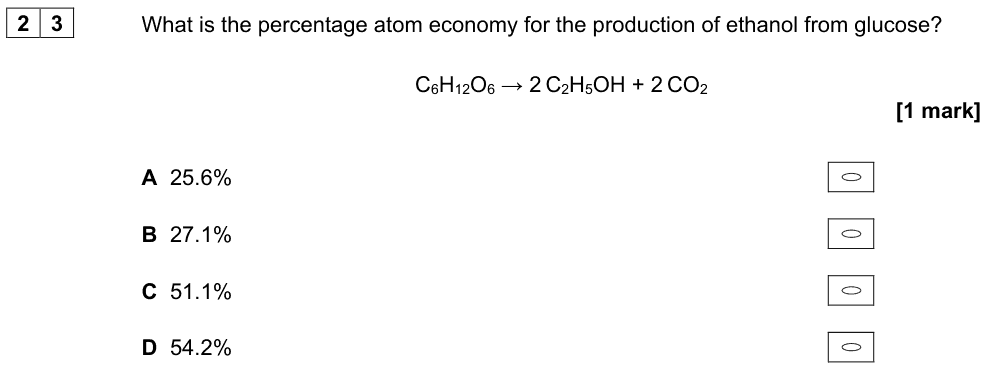 2 3 What is the percentage atom economy for the production of ethanol from glucose?
C₆H₁₂O₆ → 2 C₂H₅OH + 2 CO₂
[1 mark]
A 25.6%
B 27.1%
C 51.1%
D 54.2%